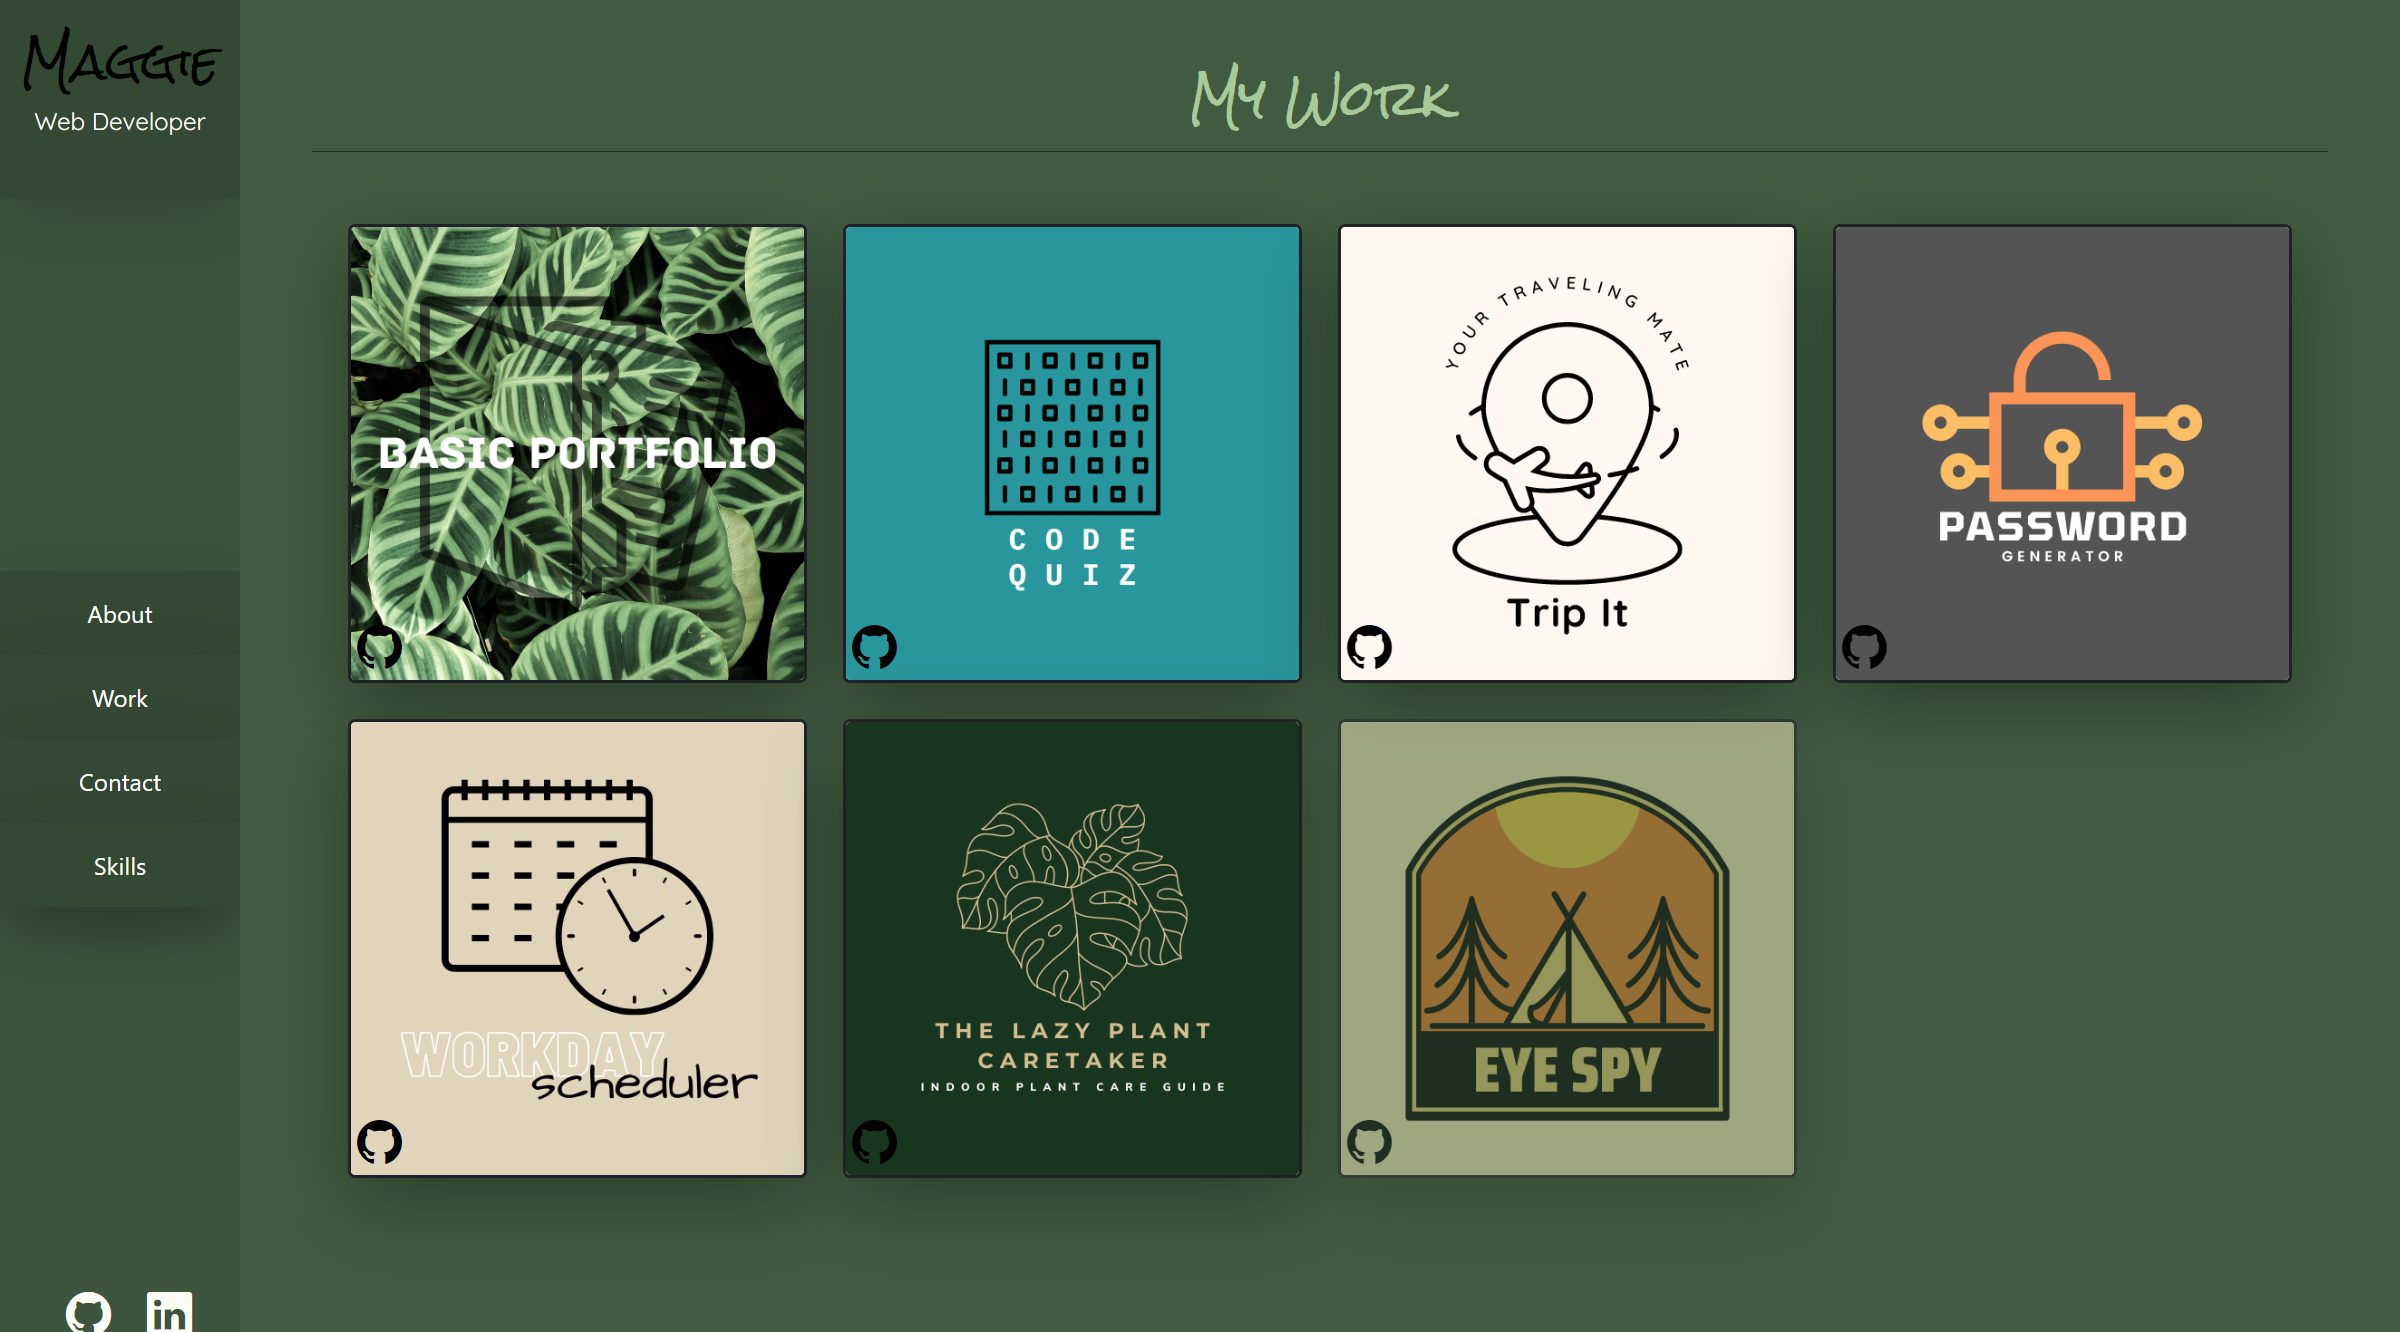 Maggie
Web Developer
About
Work
Contact
Skills
in
My Work
BASIC PORTFOLIO
CODE
QUIZ
YOUR TRAVELING MATE
Trip It
PASSWORD
GENERATOR
WORKDAY
scheduler
THE LAZY PLANT
CARETAKER
INDOOR PLANT CARE GUIDE
EYE SPY